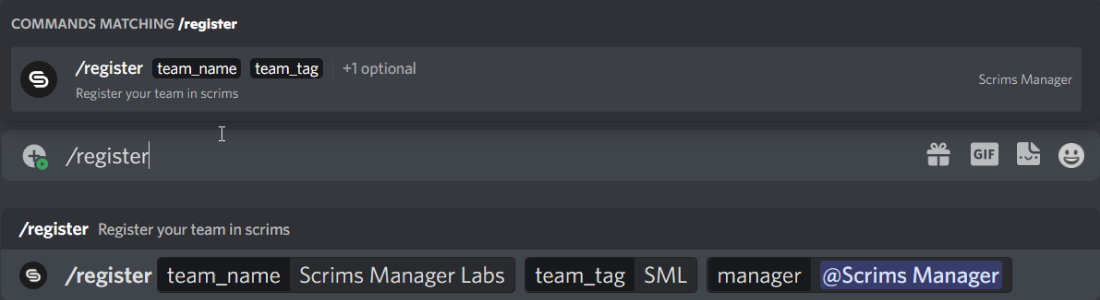 COMMANDS MATCHING /register
/register team_name team_tag +1 optional
Register your team in scrims
Scrims Manager
/register
GIF
/register Register your team in scrims
/register team_name Scrims Manager Labs team_tag SML manager @Scrims Manager